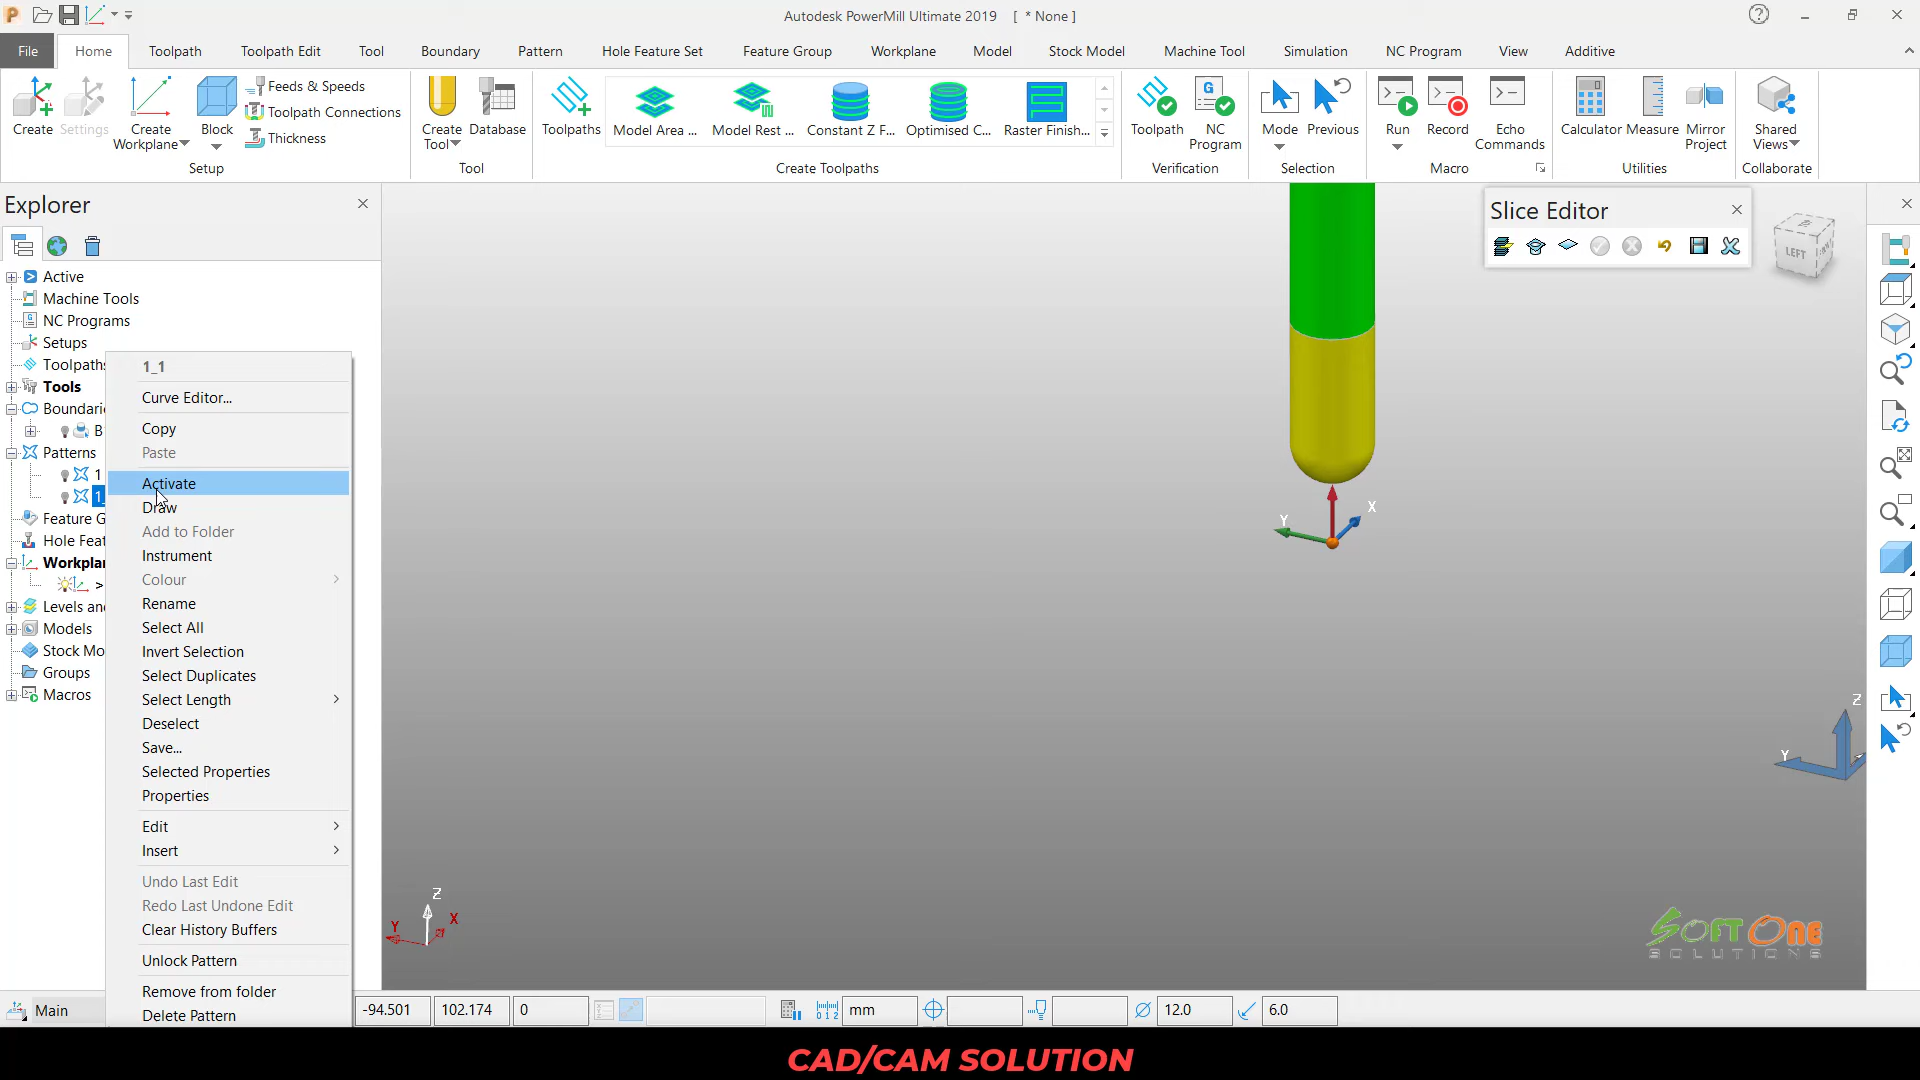 Autodesk PowerMill Ultimate 2019 [ * None ]
File Home Toolpath Toolpath Edit Tool Boundary Pattern Hole Feature Set Feature Group Workplane Model Stock Model Machine Tool Simulation NC Program View Additive
Create
Settings
Create Workplane
Block
Feeds & Speeds
Toolpath Connections
Thickness
Setup
Create Tool
Database
Tool
Toolpaths
Model Area ...
Model Rest ...
Constant Z F...
Optimised C...
Raster Finish...
Create Toolpaths
Toolpath
NC Program
Verification
Mode
Previous
Selection
Run
Record
Echo Commands
Macro
Calculator
Measure
Mirror Project
Utilities
Shared Views
Collaborate
Explorer
Active
Machine Tools
NC Programs
Setups
Toolpaths
Tools
Boundari
B
Patterns
1
1
Feature G
Hole Feat
Workplan
>
Levels and
Models
Stock Mo
Groups
Macros
1_1
Curve Editor...
Copy
Paste
Activate
Draw
Add to Folder
Instrument
Colour
Rename
Select All
Invert Selection
Select Duplicates
Select Length
Deselect
Save...
Selected Properties
Properties
Edit
Insert
Undo Last Edit
Redo Last Undone Edit
Clear History Buffers
Unlock Pattern
Remove from folder
Delete Pattern
Slice Editor
LEFT
X
Y
Z
Y
Z
Y
X
SOFT ONE
SOLUTIONS
Main -94.501 102.174 0 mm 12.0 6.0
CAD/CAM SOLUTION